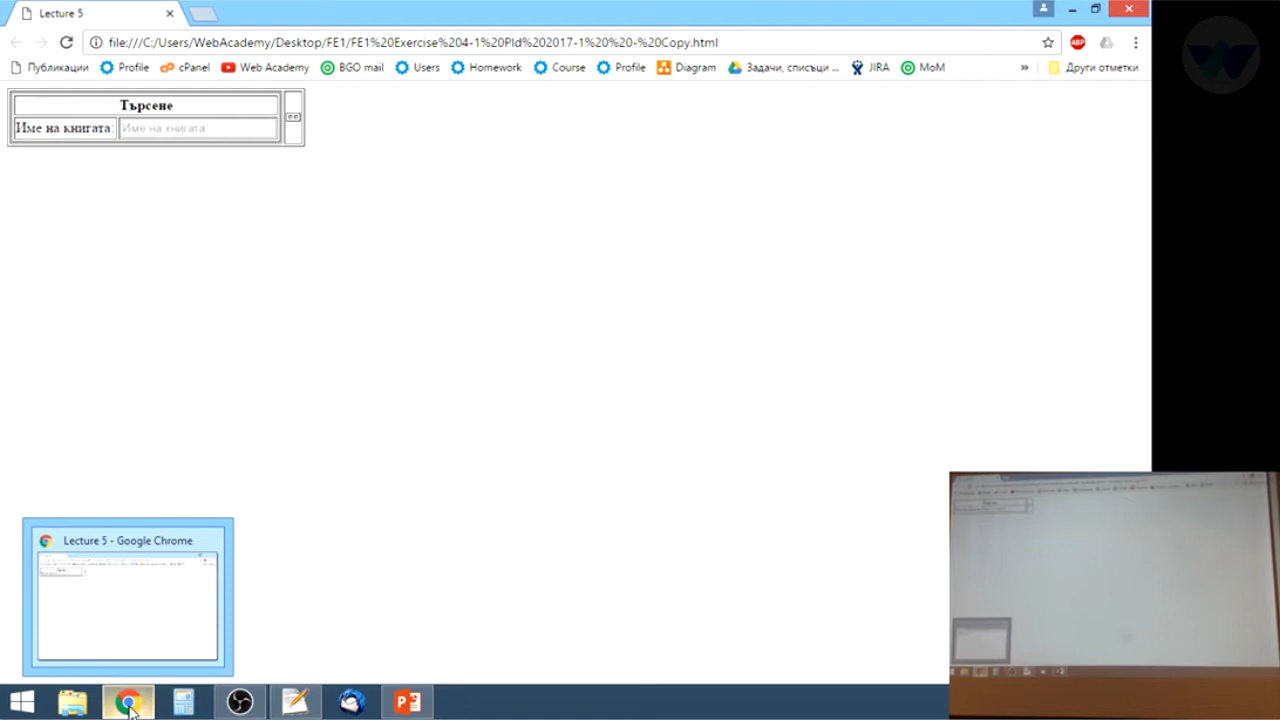 Lecture 5
file:///C:/Users/WebAcademy/Desktop/FE1/FE1%20Exercise%204-1%20Pld%202017-1%20%20-%20Copy.html
ABP
Публикации Profile cPanel Web Academy BGO mail Users Homework Course Profile Diagram Задачи, списъци ... JIRA MoM » Други отметки
Търсене
Име на книгата: Име на книгата
Lecture 5 - Google Chrome